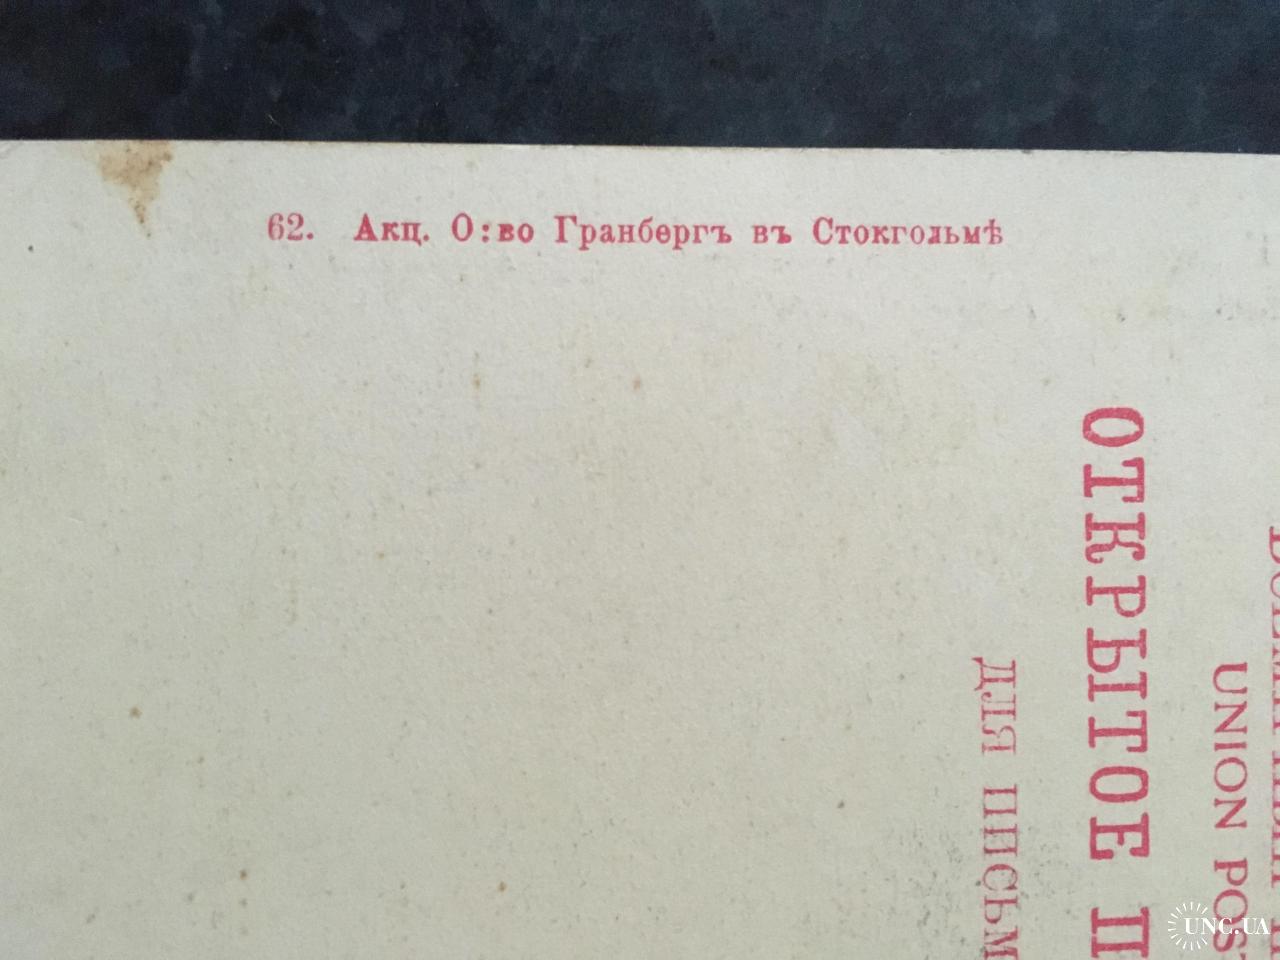 62. Акц. О:во Гранбергъ въ Стокгольмѣ
UNION POS
ОТКРЫТОЕ П
ДЛЯ ПИСЬМ
UNC.UA